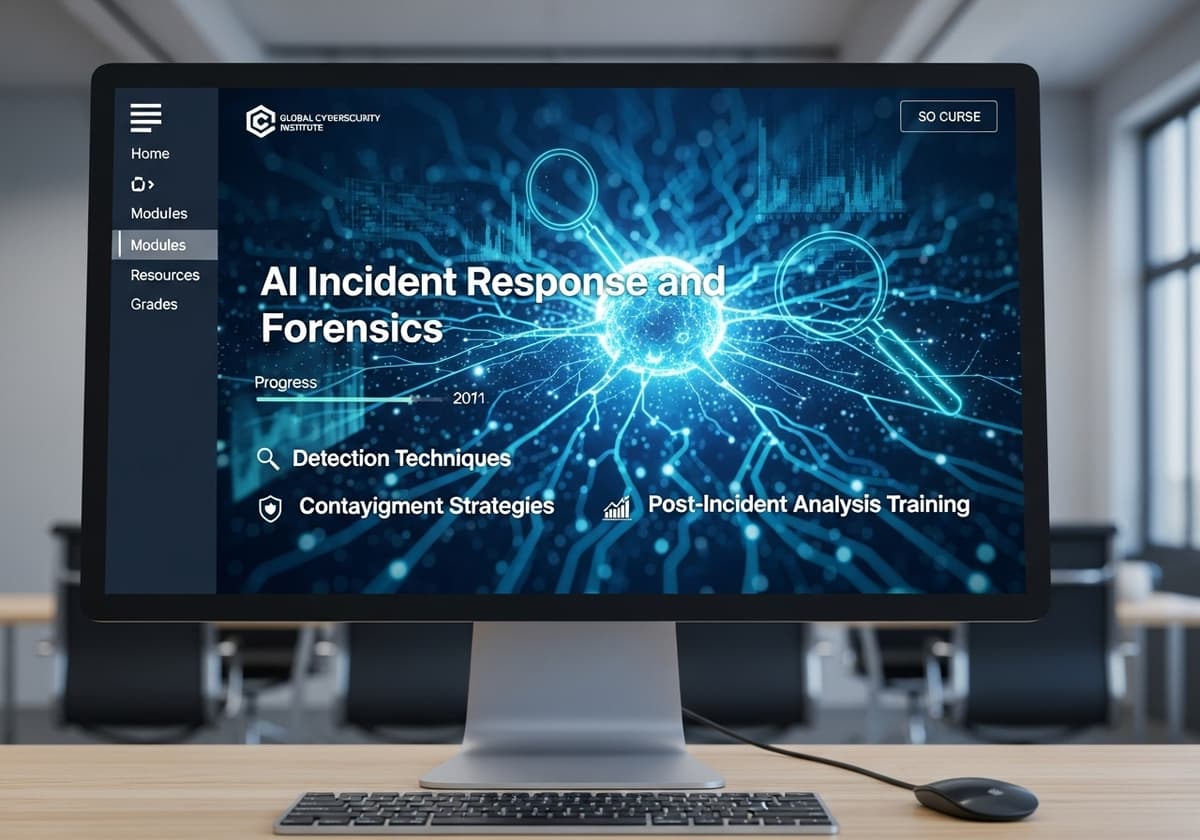 Home
Modules
Modules
Resources
Grades
GLOBAL CYBERSCURITY
INSTITUTE
SO CURSE
AI Incident Response and
Forensics
Progress
2011
Detection Techniques
Contayigment Strategies
Post-Incident Analysis Training